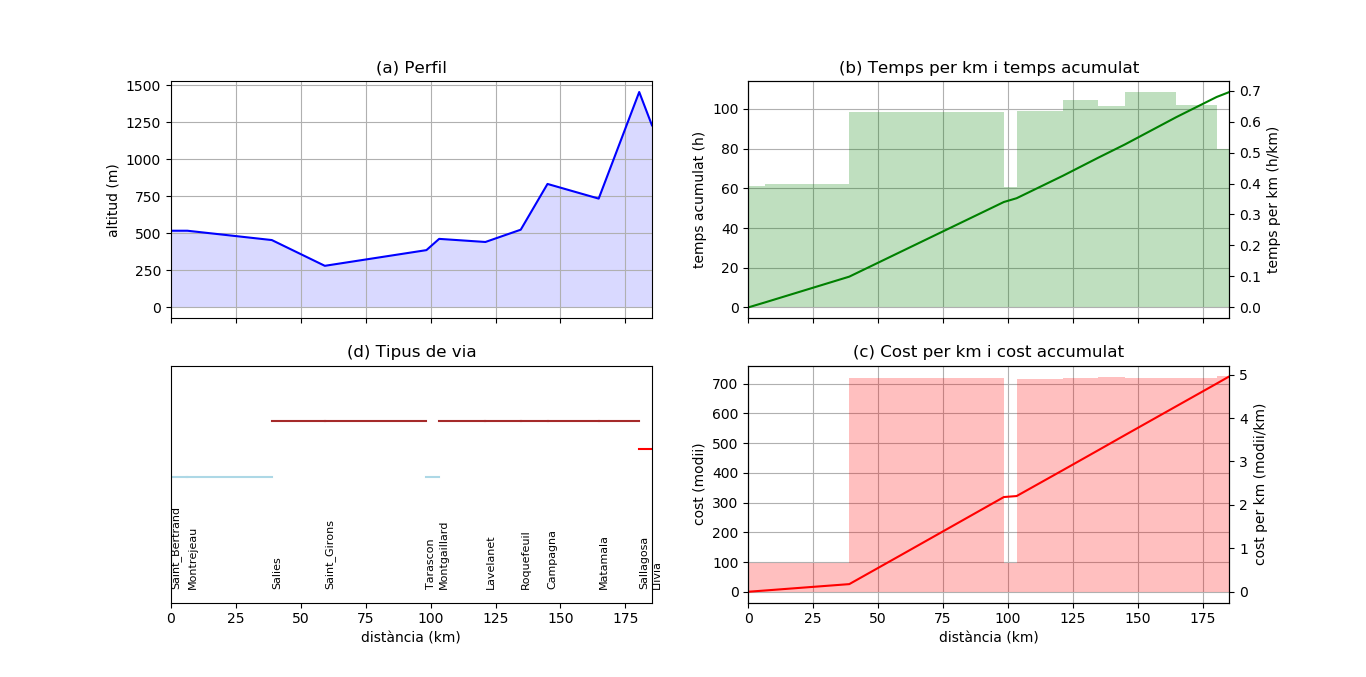 (a) Perfil
altitud (m)
1500
1250
1000
750
500
250
0
(b) Temps per km i temps acumulat
temps acumulat (h)
100
80
60
40
20
0
0.7
0.6
0.5
0.4
0.3
0.2
0.1
0.0
temps per km (h/km)
(d) Tipus de via
Saint_Bertrand
Montrejeau
Salies
Saint_Girons
Tarascon
Montgaillard
Lavelanet
Roquefeuil
Campagna
Matamala
Sallagosa
Llivia
0 25 50 75 100 125 150 175
distància (km)
(c) Cost per km i cost accumulat
cost (modii)
700
600
500
400
300
200
100
0
5
4
3
2
1
0
cost per km (modii/km)
0 25 50 75 100 125 150 175
distància (km)